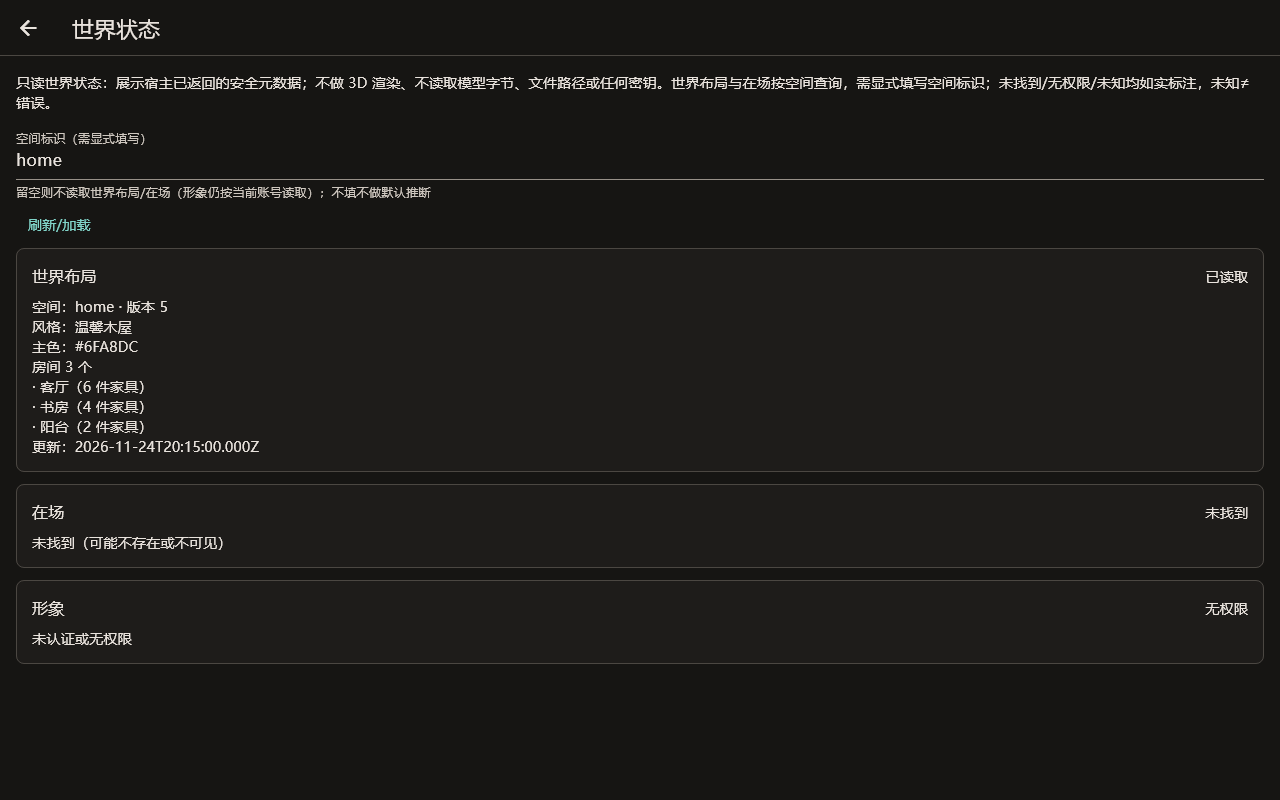 世界状态
只读世界状态：展示宿主已返回的安全元数据；不做 3D 渲染、不读取模型字节、文件路径或任何密钥。世界布局与在场按空间查询，需显式填写空间标识；未找到/无权限/未知均如实标注，未知≠
错误。
空间标识（需显式填写）
home
留空则不读取世界布局/在场（形象仍按当前账号读取）；不填不做默认推断
刷新/加载
世界布局
已读取
空间：home · 版本 5
风格：温馨木屋
主色：#6FA8DC
房间 3 个
· 客厅（6 件家具）
· 书房（4 件家具）
· 阳台（2 件家具）
更新：2026-11-24T20:15:00.000Z
在场
未找到
未找到（可能不存在或不可见）
形象
无权限
未认证或无权限